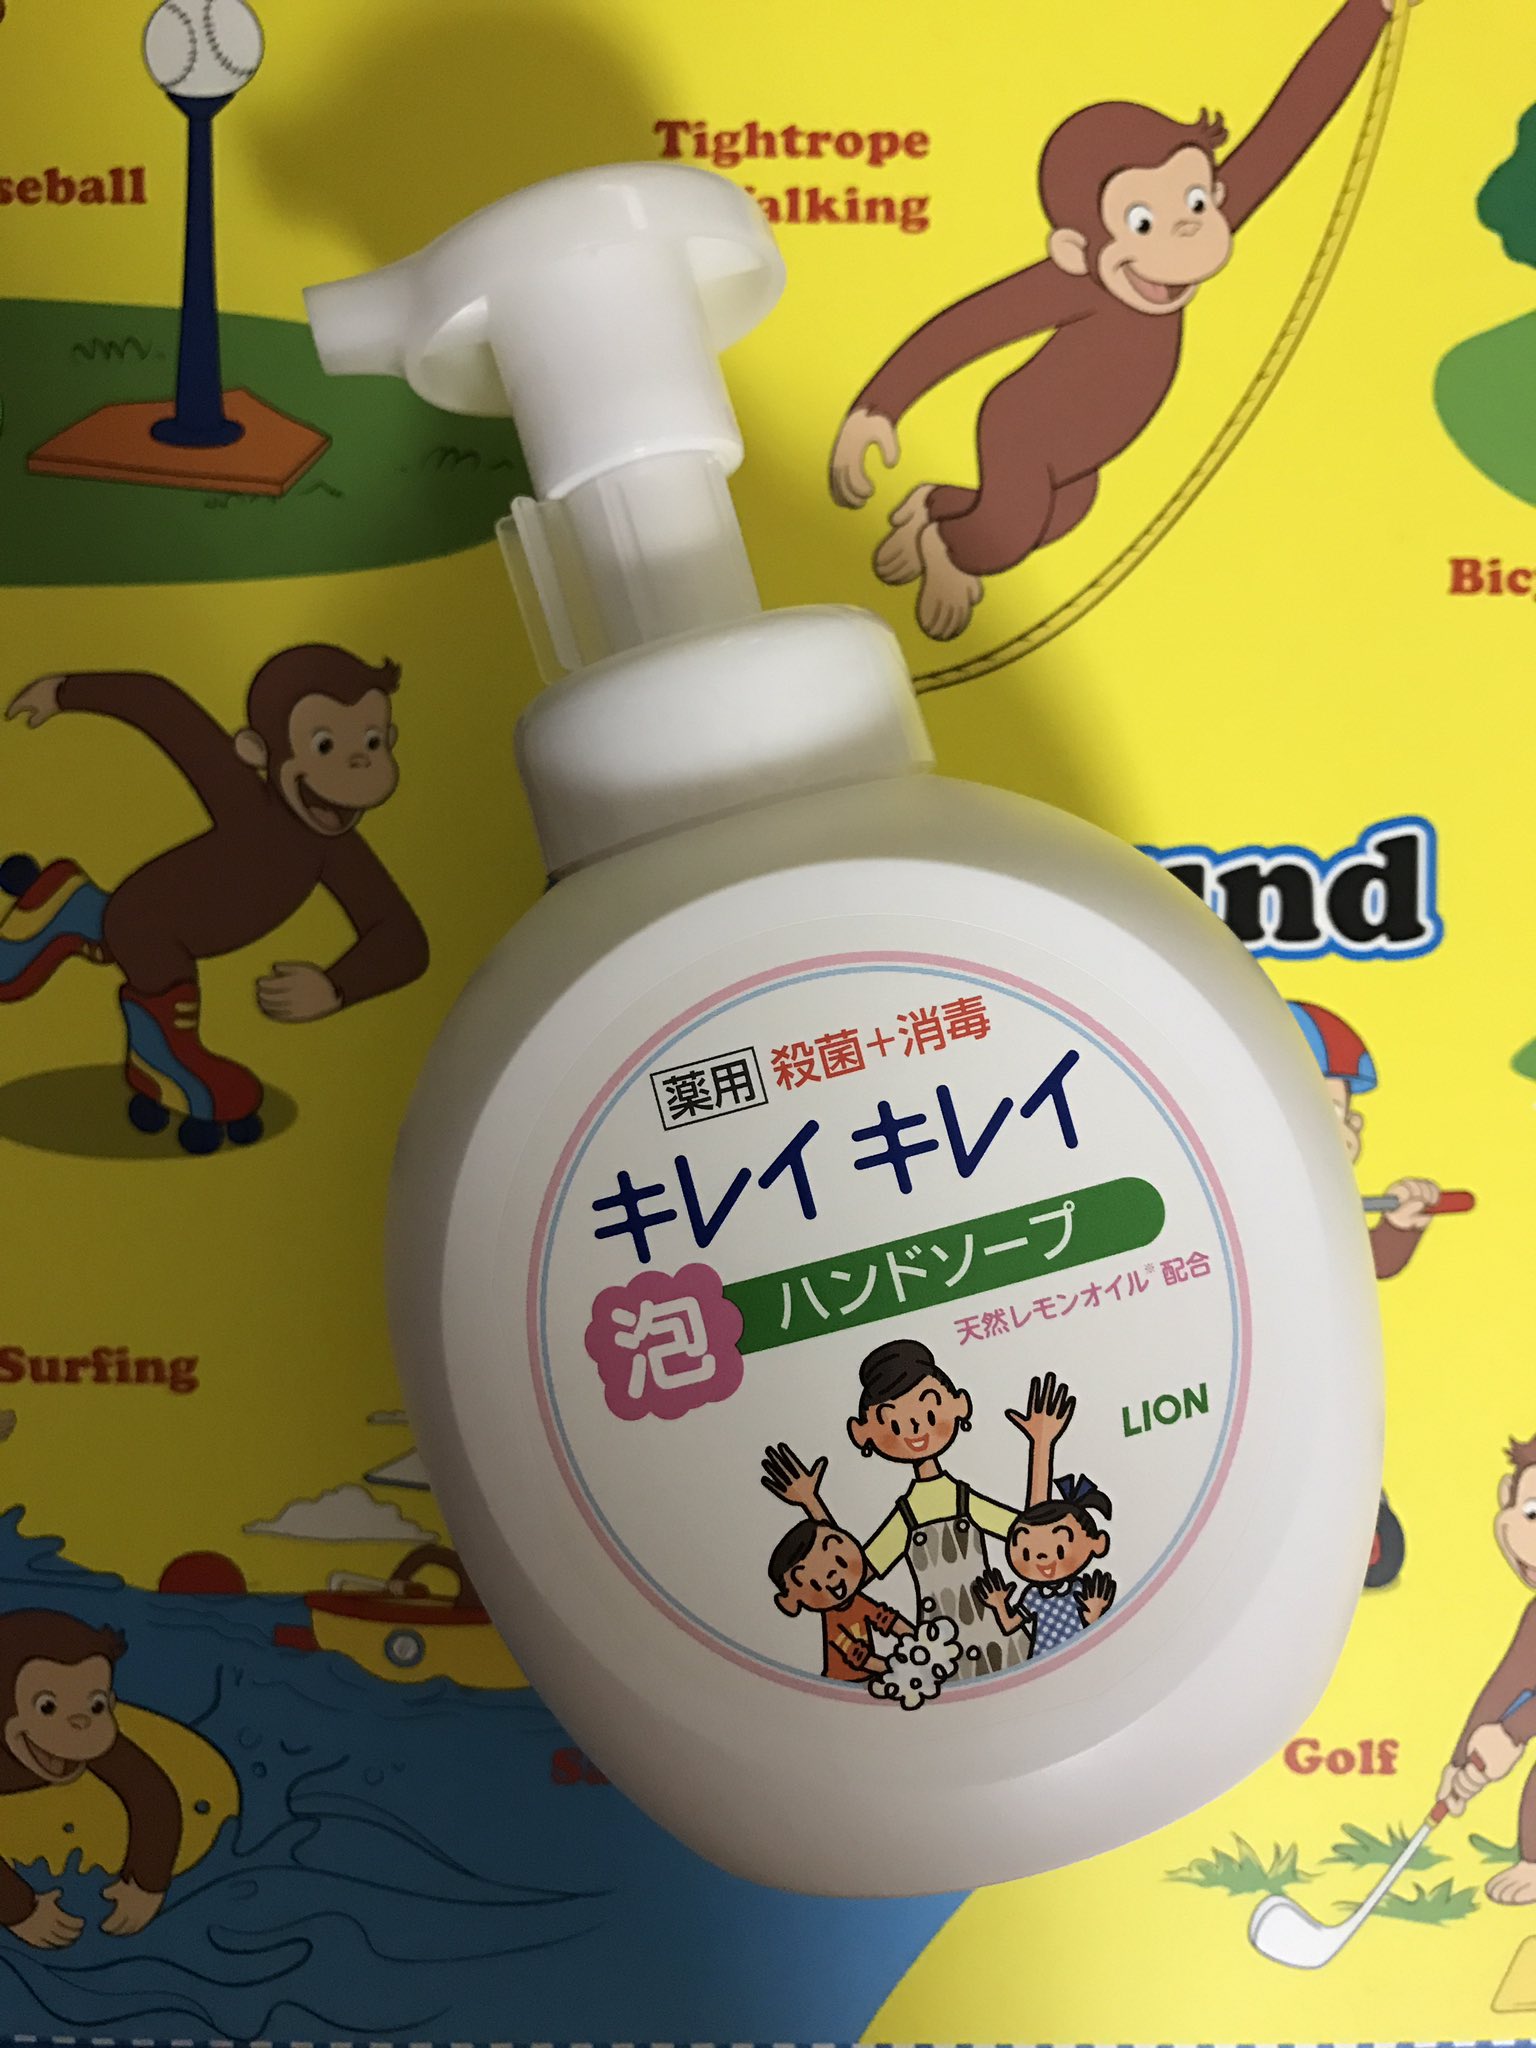 seball
Tightrope
alking
Bic
und
薬用 殺菌+消毒
キレイキレイ
泡 ハンドソープ
天然レモンオイル※配合
LION
Surfing
Golf